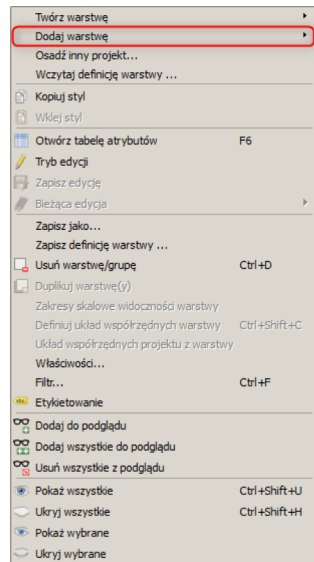 Twórz warstwę
Dodaj warstwę
Osadź inny projekt...
Wczytaj definicję warstwy ...
Kopiuj styl
Wklej styl
Otwórz tabelę atrybutów F6
Tryb edycji
Zapisz edycję
Bieżąca edycja
Zapisz jako...
Zapisz definicję warstwy ...
Usuń warstwę/grupę Ctrl+D
Duplikuj warstwę(y)
Zakresy skalowe widoczności warstwy
Definiuj układ współrzędnych warstwy Ctrl+Shift+C
Układ współrzędnych projektu z warstwy
Właściwości...
Filtr... Ctrl+F
Etykietowanie
Dodaj do podglądu
Dodaj wszystkie do podglądu
Usuń wszystkie z podglądu
Pokaż wszystkie Ctrl+Shift+U
Ukryj wszystkie Ctrl+Shift+H
Pokaż wybrane
Ukryj wybrane